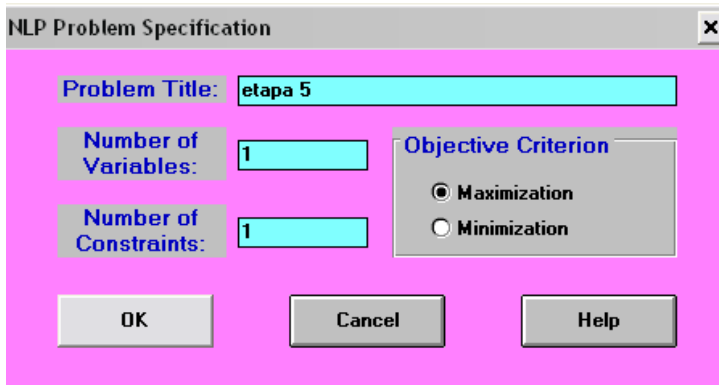 NLP Problem Specification
Problem Title:
etapa 5
Number of
Variables:
1
Number of
Constraints:
1
Objective Criterion
Maximization
Minimization
OK
Cancel
Help